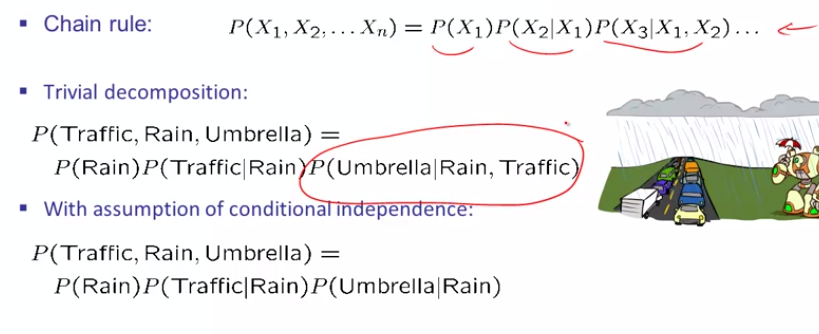 ▪ Chain rule: P(X₁, X₂, . . . Xₙ) = P(X₁)P(X₂|X₁)P(X₃|X₁, X₂) . . .
▪ Trivial decomposition:
P(Traffic, Rain, Umbrella) =
P(Rain)P(Traffic|Rain)P(Umbrella|Rain, Traffic)
▪ With assumption of conditional independence:
P(Traffic, Rain, Umbrella) =
P(Rain)P(Traffic|Rain)P(Umbrella|Rain)